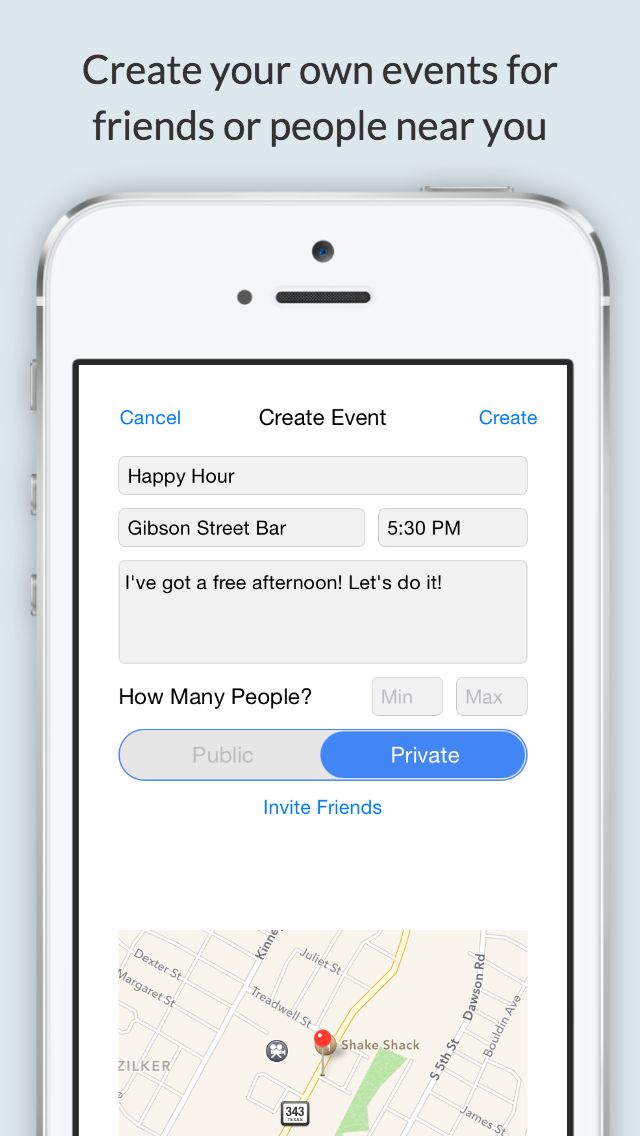 Create your own events for
friends or people near you
Cancel Create Event Create
Happy Hour
Gibson Street Bar 5:30 PM
I've got a free afternoon! Let's do it!
How Many People? Min Max
Public Private
Invite Friends
Kinne
Juliet St
Dexter St
Margaret St
Treadwell St
Dawson Rd
Bouldin Ave
Shake Shack
S 5th St
ZILKER
343
TEXAS
James St